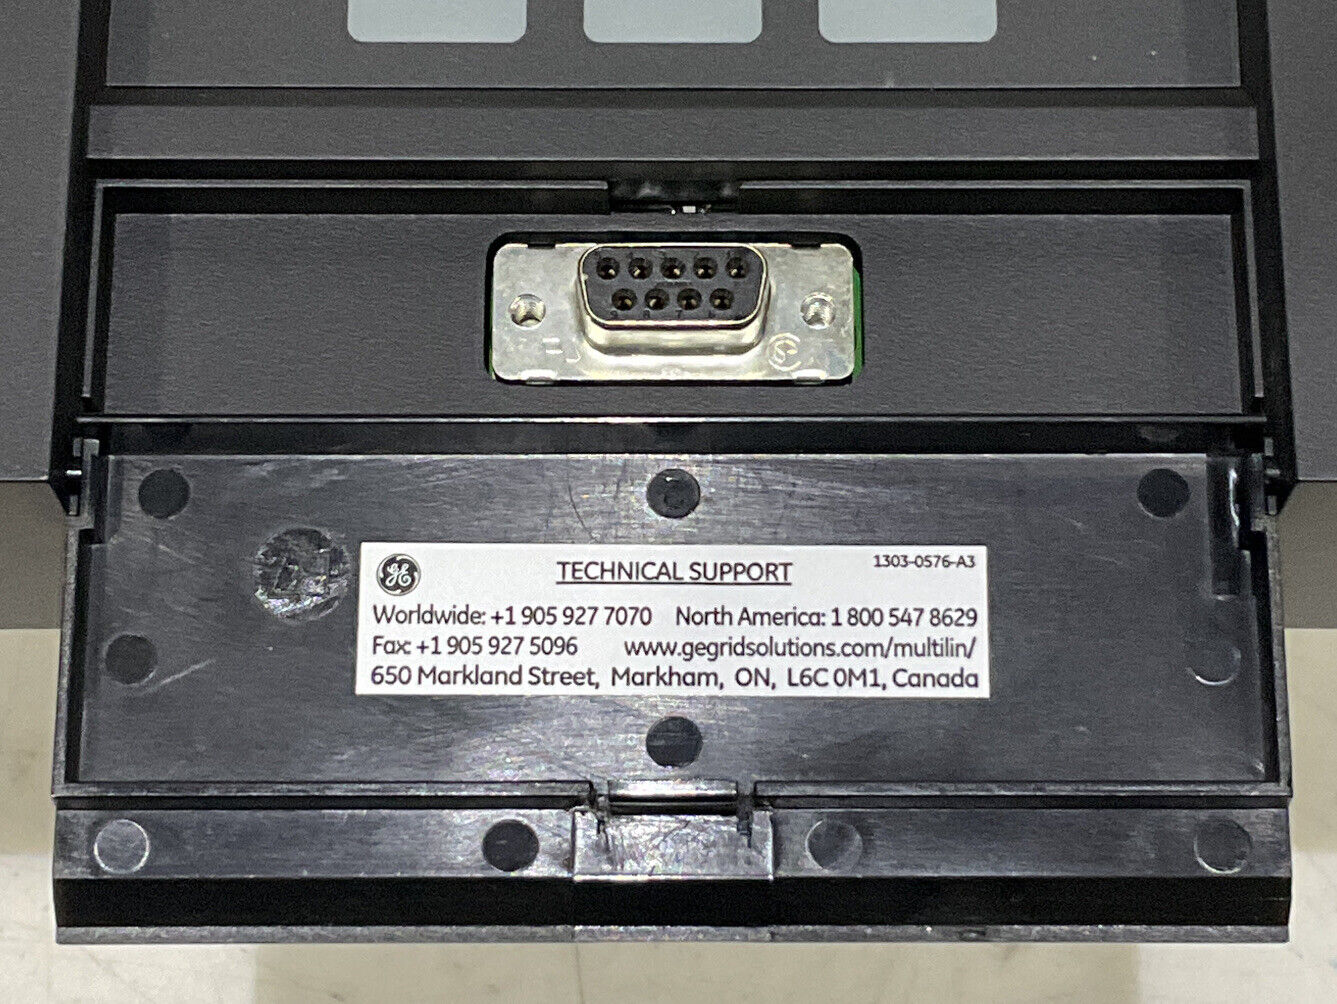 GE
TECHNICAL SUPPORT
1303-0576-A3
Worldwide: +1 905 927 7070 North America: 1 800 547 8629
Fax: +1 905 927 5096 www.gegridsolutions.com/multilin/
650 Markland Street, Markham, ON, L6C 0M1, Canada